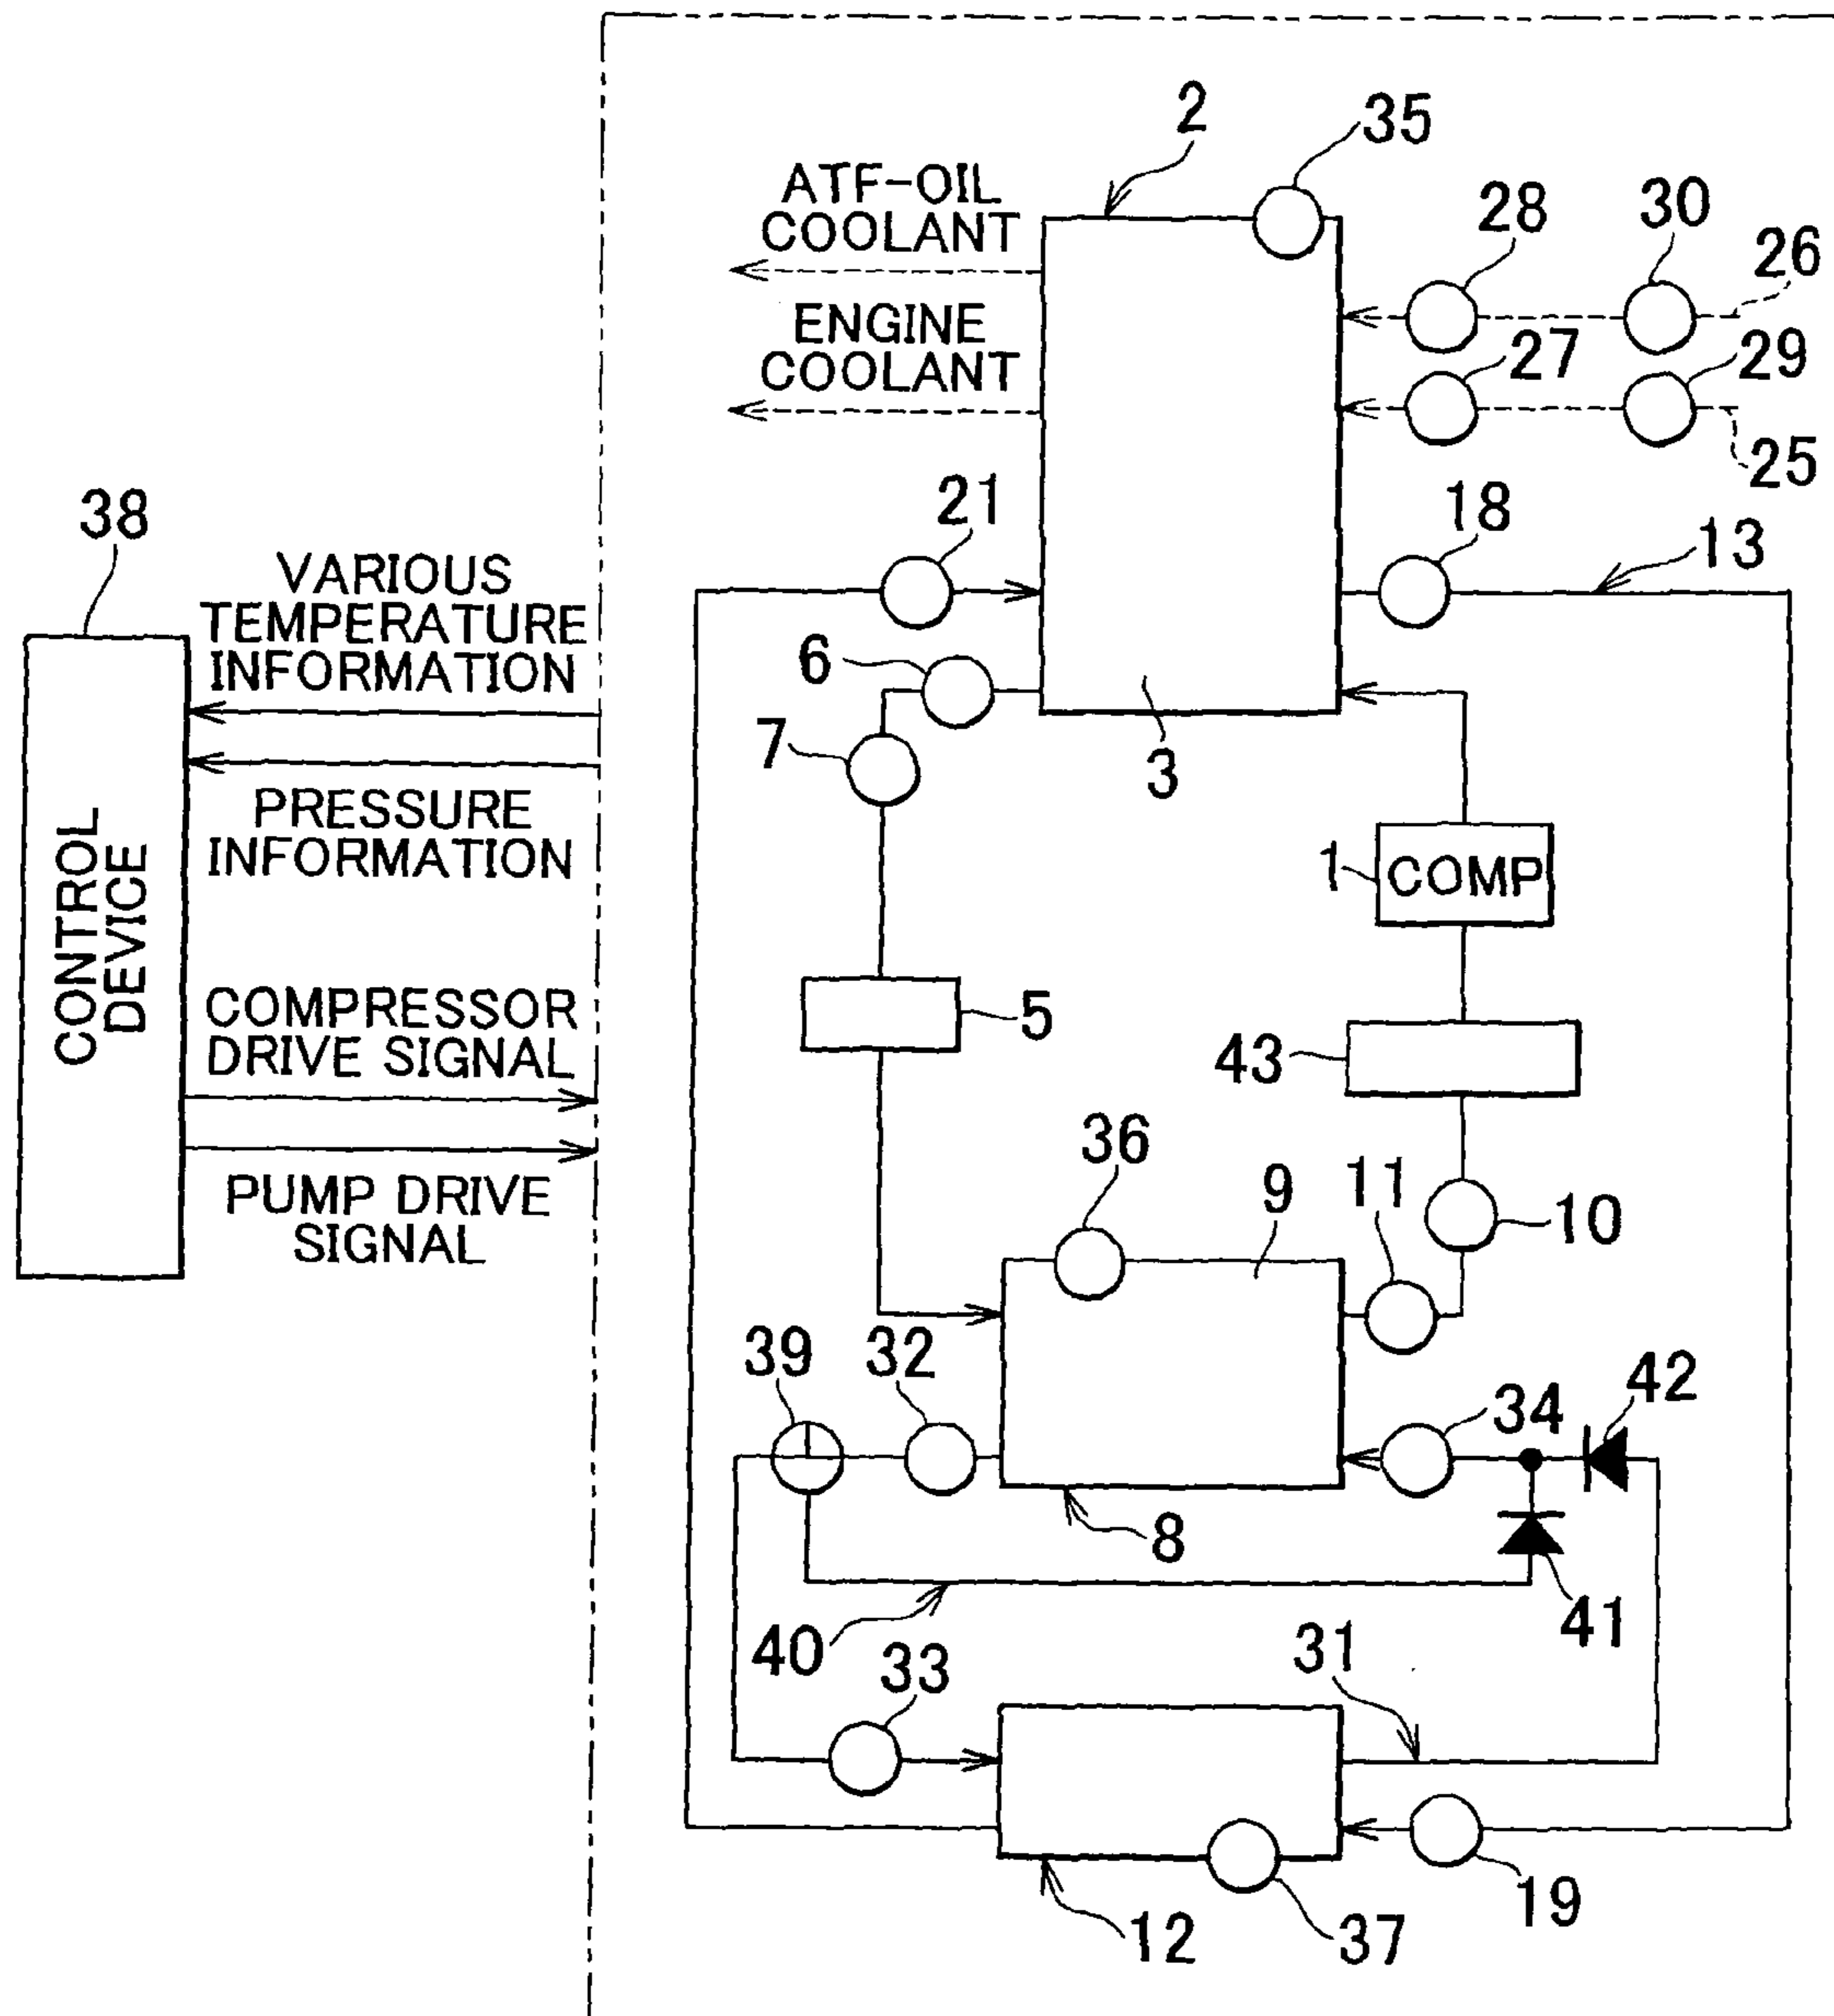 2
35
ATF-OIL
COOLANT
28
30
26
ENGINE
COOLANT
27
29
25
38
21
18
13
VARIOUS
TEMPERATURE
INFORMATION
6
7
3
PRESSURE
INFORMATION
CONTROL
DEVICE
1
COMP
COMPRESSOR
DRIVE SIGNAL
5
43
PUMP DRIVE
SIGNAL
36
9
11
10
39
32
34
42
8
40
41
33
31
12
37
19